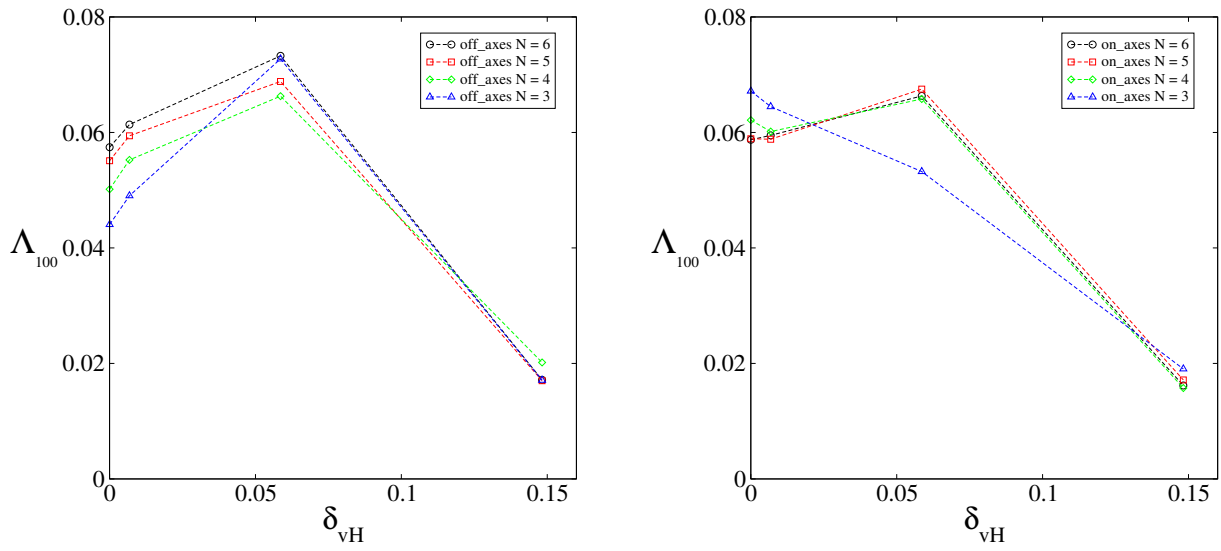 0.08
0.06
0.04
0.02
0
Λ100
0
0.05
0.1
0.15
δvH
off_axes N = 6
off_axes N = 5
off_axes N = 4
off_axes N = 3
0.08
0.06
0.04
0.02
0
Λ100
0
0.05
0.1
0.15
δvH
on_axes N = 6
on_axes N = 5
on_axes N = 4
on_axes N = 3